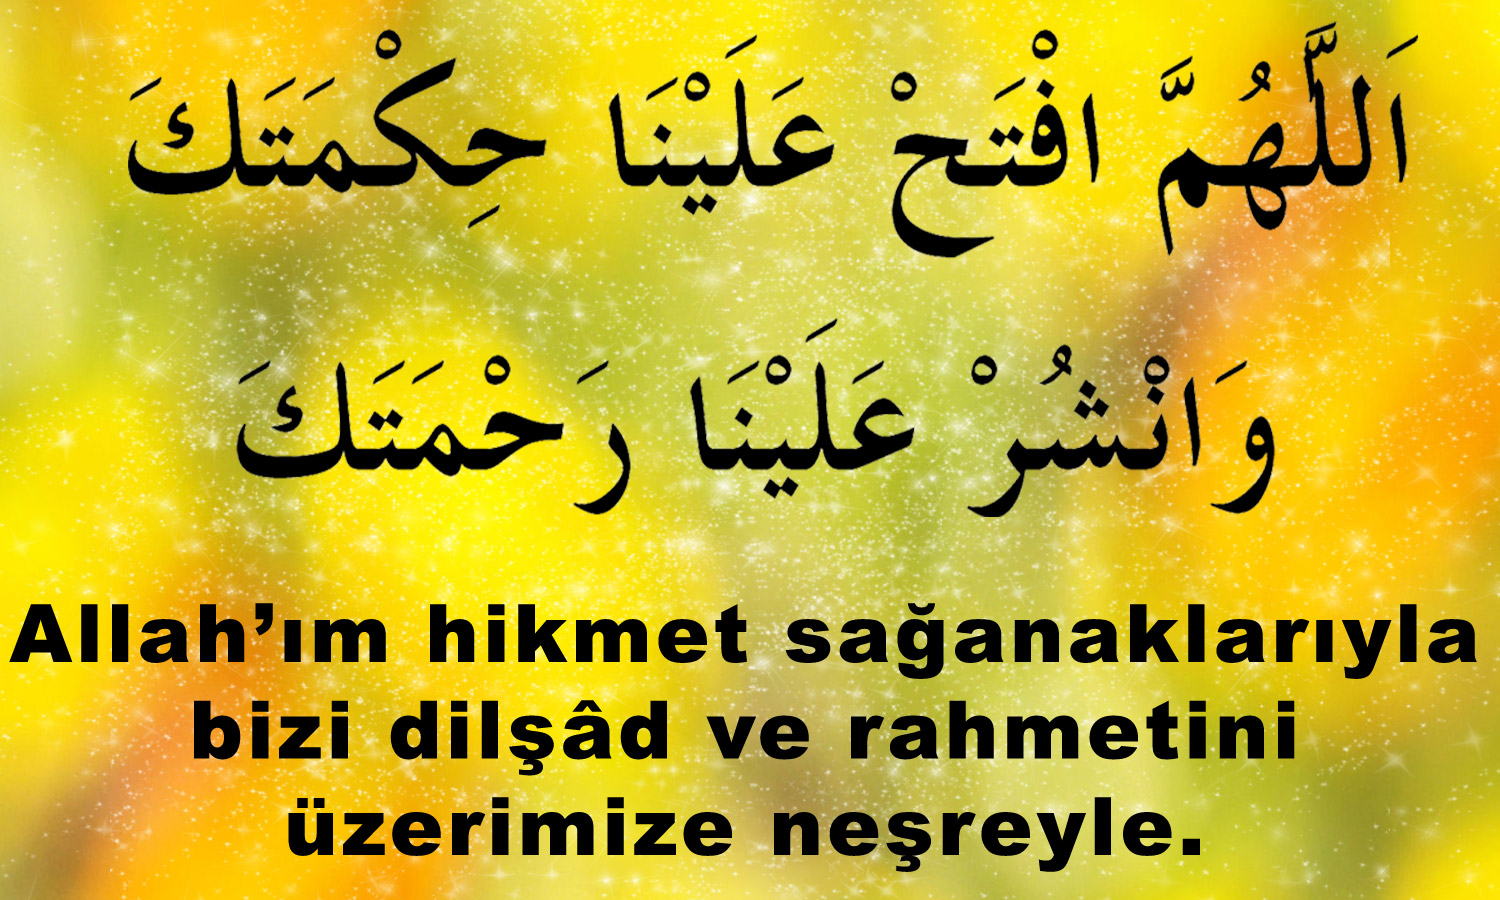 اَللّٰهُمَّ افْتَحْ عَلَيْنَا حِكْمَتَكَ
وَانْشُرْ عَلَيْنَا رَحْمَتَكَ
Allah’ım hikmet sağanaklarıyla
bizi dilşâd ve rahmetini
üzerimize neşreyle.